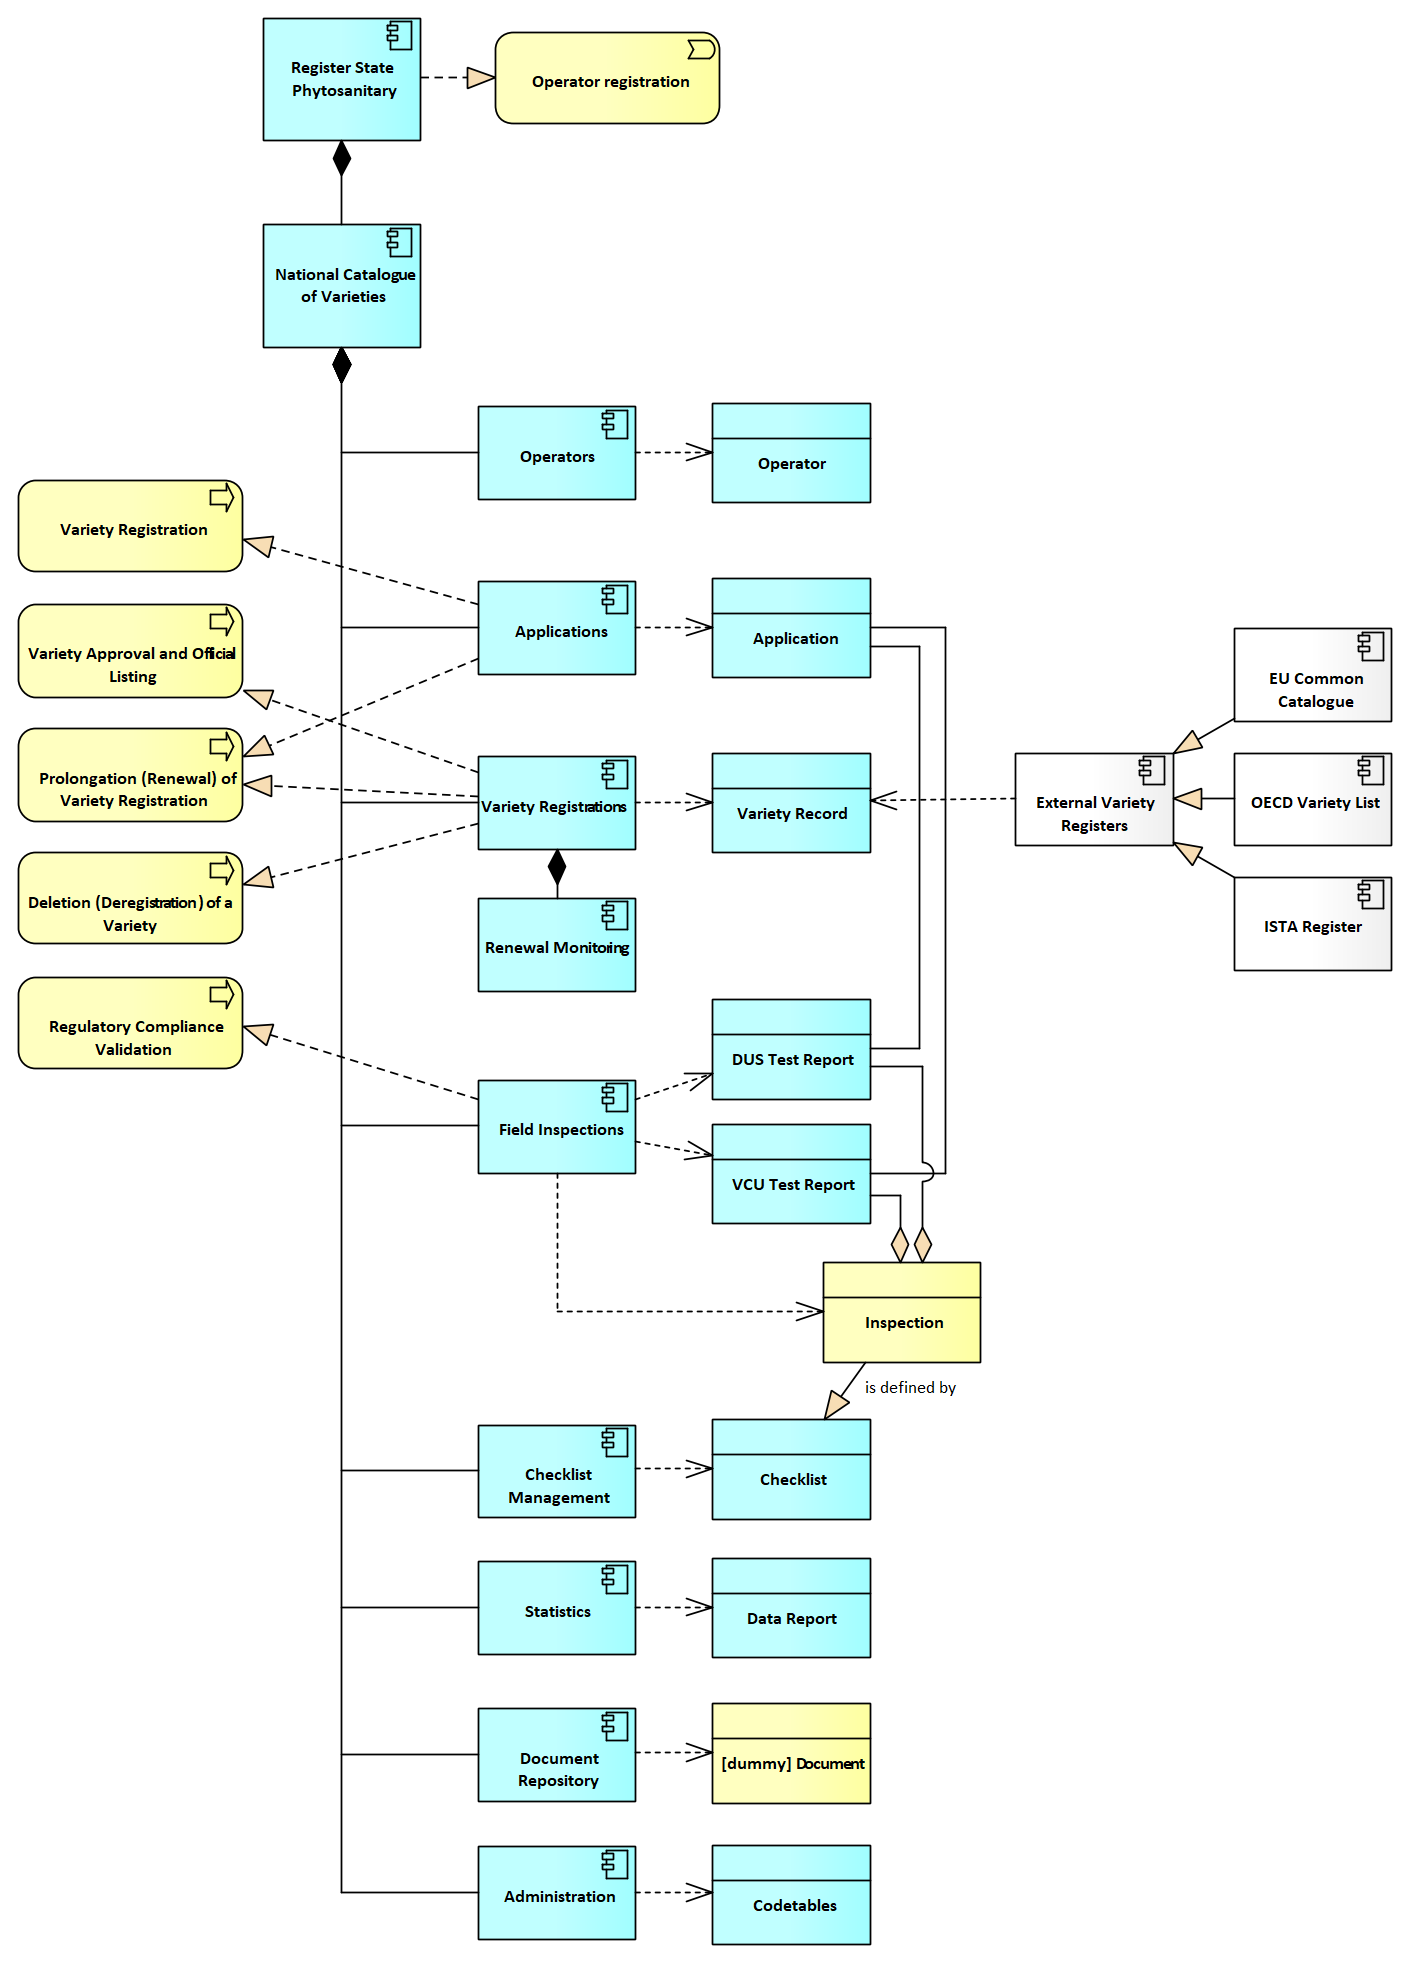 Register State
Phytosanitary
Operator registration
National Catalogue
of Varieties
Operators
Operator
Variety Registration
Applications
Application
Variety Approval and Official
Listing
EU Common
Catalogue
Prolongation (Renewal) of
Variety Registration
Variety Registrations
Variety Record
External Variety
Registers
OECD Variety List
Deletion (Deregistration) of a
Variety
Renewal Monitoring
ISTA Register
Regulatory Compliance
Validation
DUS Test Report
Field Inspections
VCU Test Report
Inspection
is defined by
Checklist
Management
Checklist
Statistics
Data Report
Document
Repository
[dummy] Document
Administration
Codetables